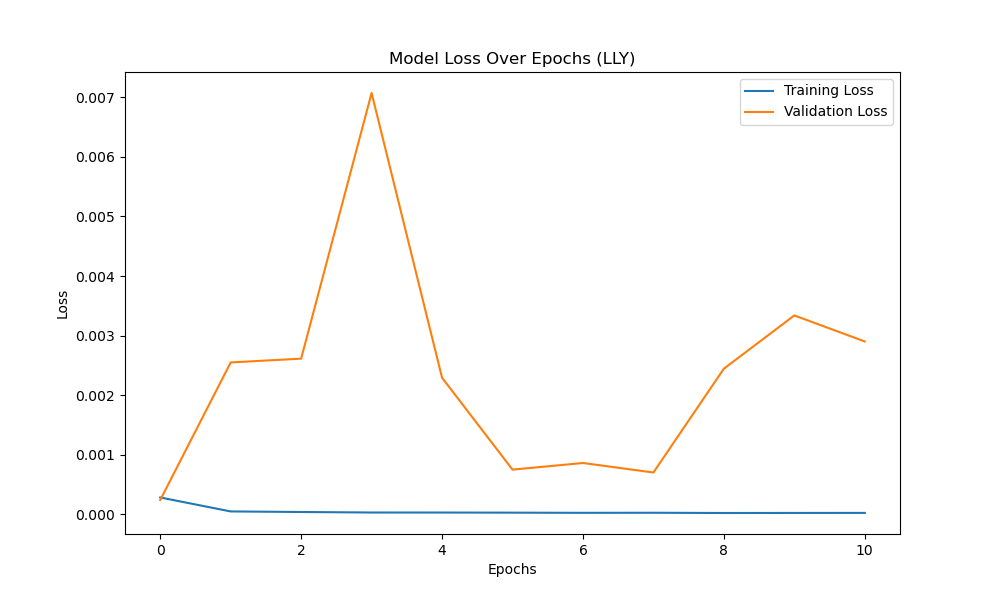 Model Loss Over Epochs (LLY)
Training Loss
Validation Loss
0.007
0.006
0.005
0.004
0.003
0.002
0.001
0.000
Loss
0 2 4 6 8 10
Epochs